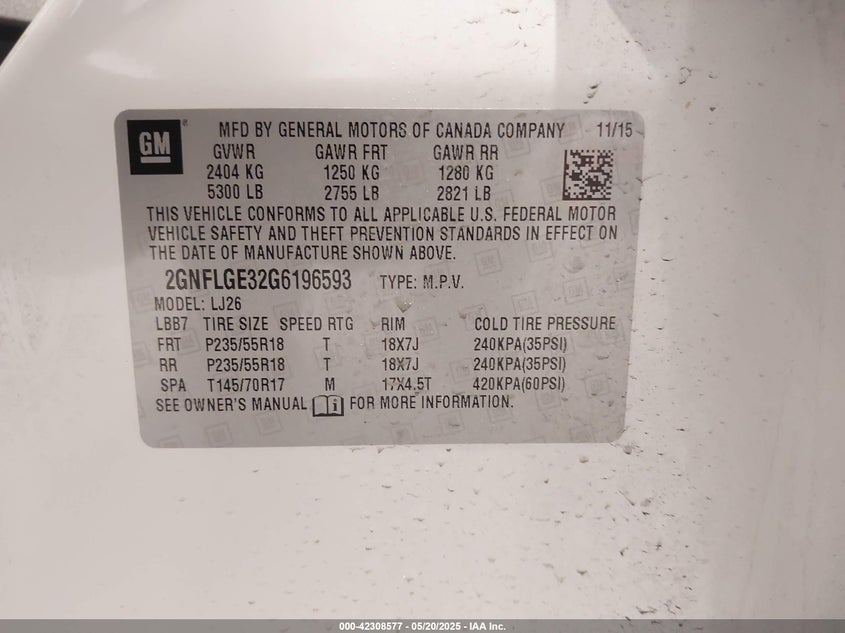 GM ® MFD BY GENERAL MOTORS OF CANADA COMPANY 11/15
GVWR GAWR FRT GAWR RR
2404 KG 1250 KG 1280 KG
5300 LB 2755 LB 2821 LB
THIS VEHICLE CONFORMS TO ALL APPLICABLE U.S. FEDERAL MOTOR
VEHICLE SAFETY AND THEFT PREVENTION STANDARDS IN EFFECT ON
THE DATE OF MANUFACTURE SHOWN ABOVE.
2GNFLGE32G6196593 TYPE: M.P.V.
MODEL: LJ26
LBB7 TIRE SIZE SPEED RTG RIM COLD TIRE PRESSURE
FRT P235/55R18 T 18X7J 240KPA(35PSI)
RR P235/55R18 T 18X7J 240KPA(35PSI)
SPA T145/70R17 M 17X4.5T 420KPA(60PSI)
SEE OWNER'S MANUAL i FOR MORE INFORMATION.
000-42308577 — 05/20/2025 — IAA Inc.